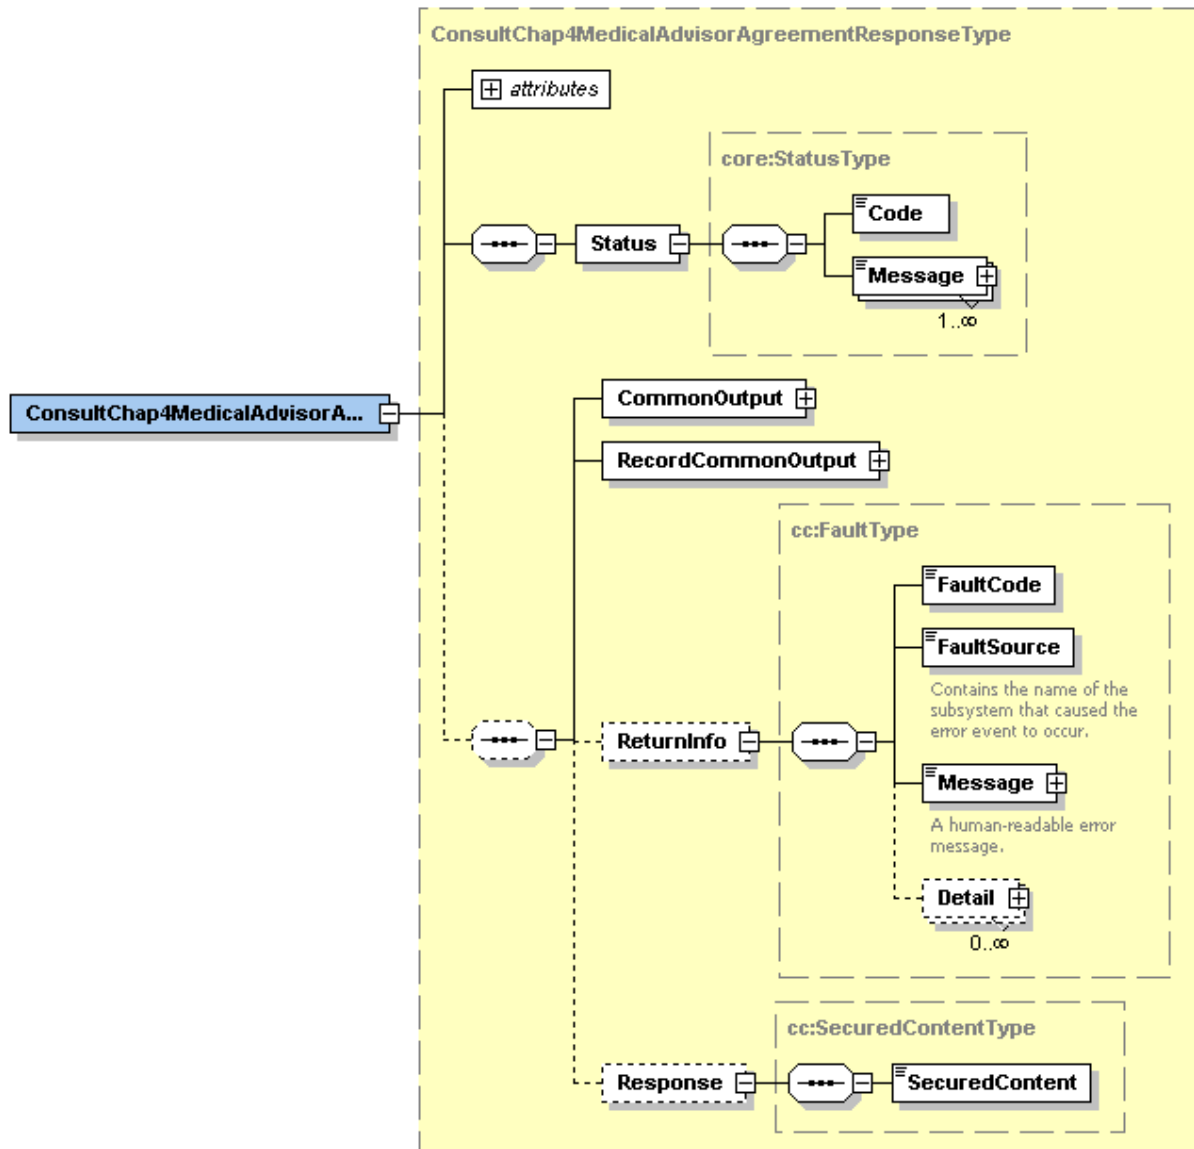 ConsultChap4MedicalAdvisorAgreementResponseType
attributes
core:StatusType
Code
Status
Message
1..∞
ConsultChap4MedicalAdvisorA...
CommonOutput
RecordCommonOutput
cc:FaultType
FaultCode
FaultSource
Contains the name of the
subsystem that caused the
error event to occur.
ReturnInfo
Message
A human-readable error
message.
Detail
0..∞
cc:SecuredContentType
Response
SecuredContent